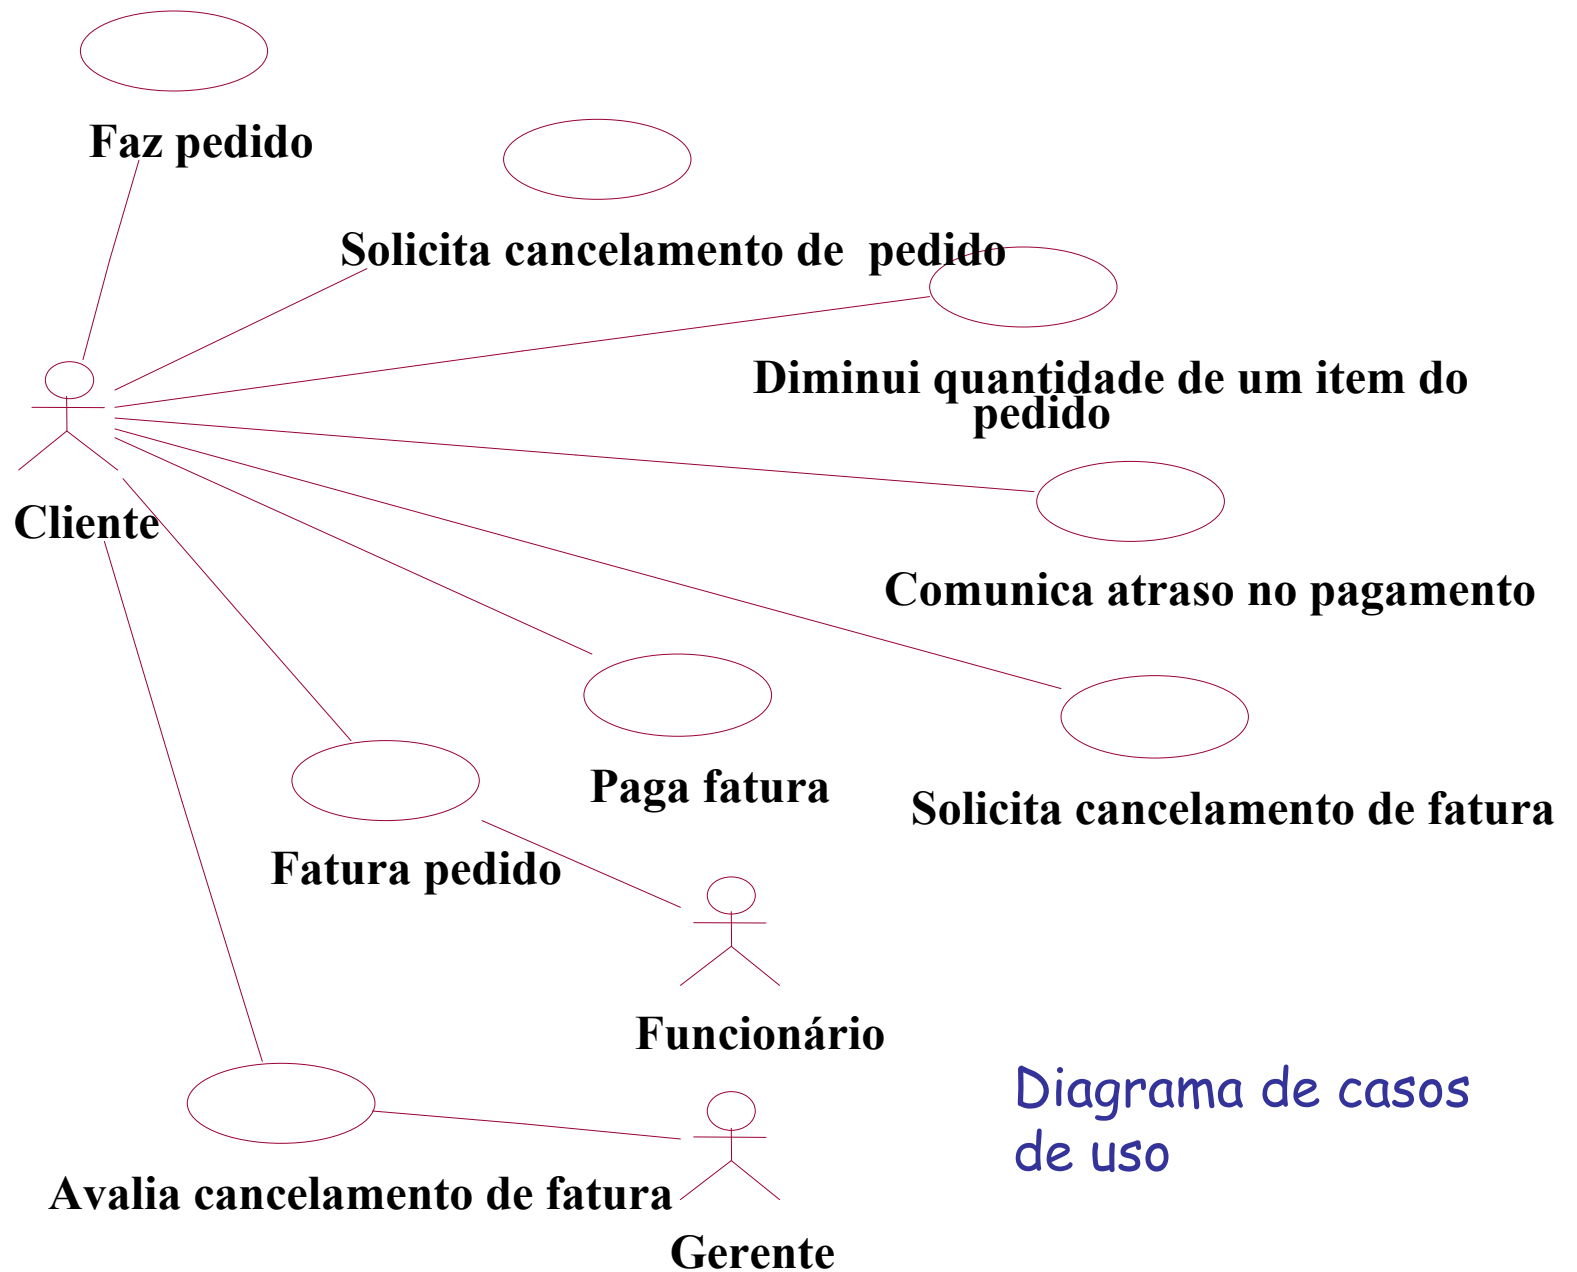 Faz pedido
Solicita cancelamento de  pedido
Diminui quantidade de um item do
pedido
Cliente
Comunica atraso no pagamento
Paga fatura
Solicita cancelamento de fatura
Fatura pedido
Funcionário
Diagrama de casos
de uso
Avalia cancelamento de fatura
Gerente